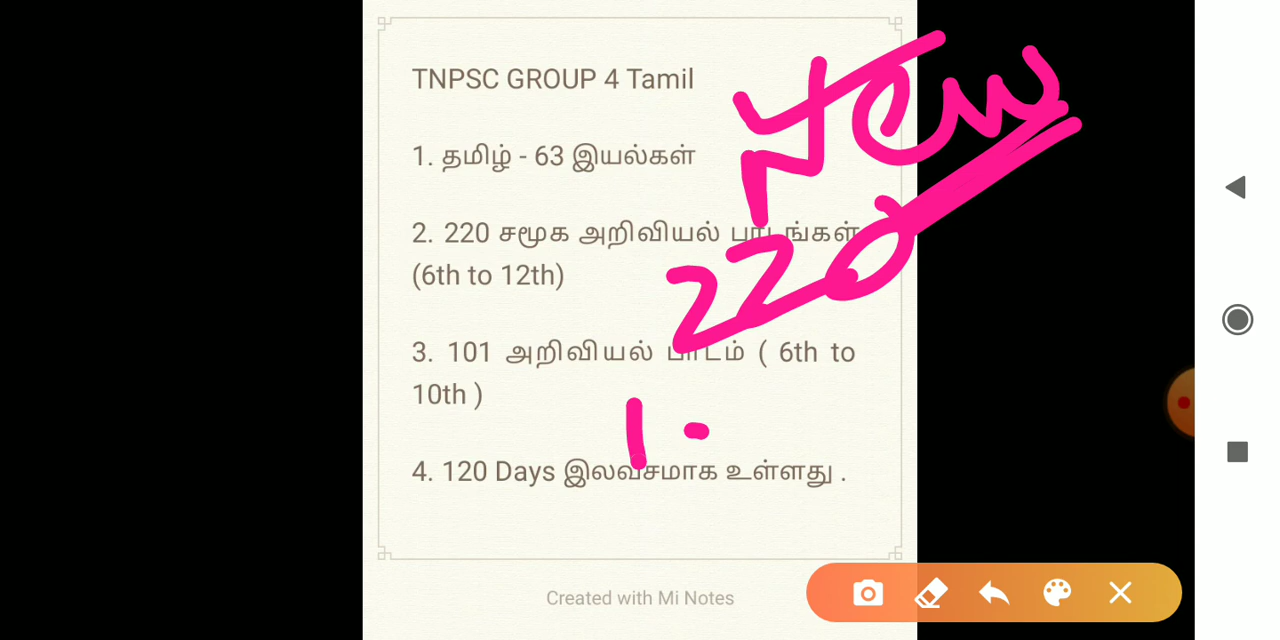 TNPSC GROUP 4 Tamil
New
1. தமிழ் - 63 இயல்கள்
2. 220 சமூக அறிவியல் பாடங்கள்
(6th to 12th)
220
3. 101 அறிவியல் பாடம் ( 6th to
10th )
4. 120 Days இலவசமாக உள்ளது .
Created with Mi Notes